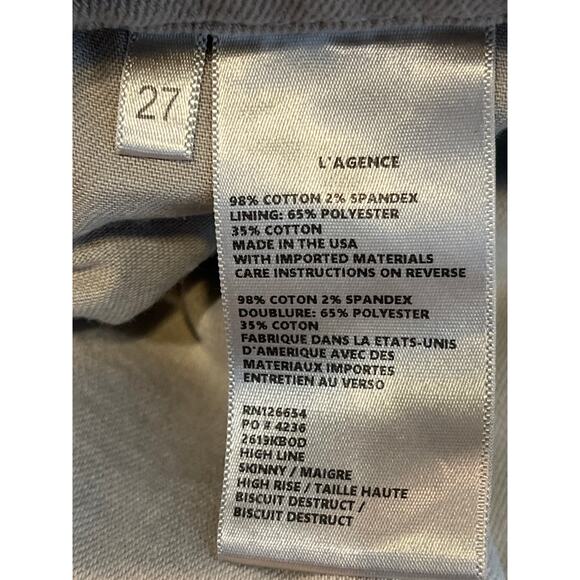 27
L'AGENCE
98% COTTON 2% SPANDEX
LINING: 65% POLYESTER
35% COTTON
MADE IN THE USA
WITH IMPORTED MATERIALS
CARE INSTRUCTIONS ON REVERSE
98% COTON 2% SPANDEX
DOUBLURE: 65% POLYESTER
35% COTON
FABRIQUE DANS LA ETATS-UNIS
D'AMERIQUE AVEC DES
MATERIAUX IMPORTES
ENTRETIEN AU VERSO
RN126654
PO # 4236
2619KBOD
HIGH LINE
SKINNY / MAIGRE
HIGH RISE / TAILLE HAUTE
BISCUIT DESTRUCT /
BISCUIT DESTRUCT